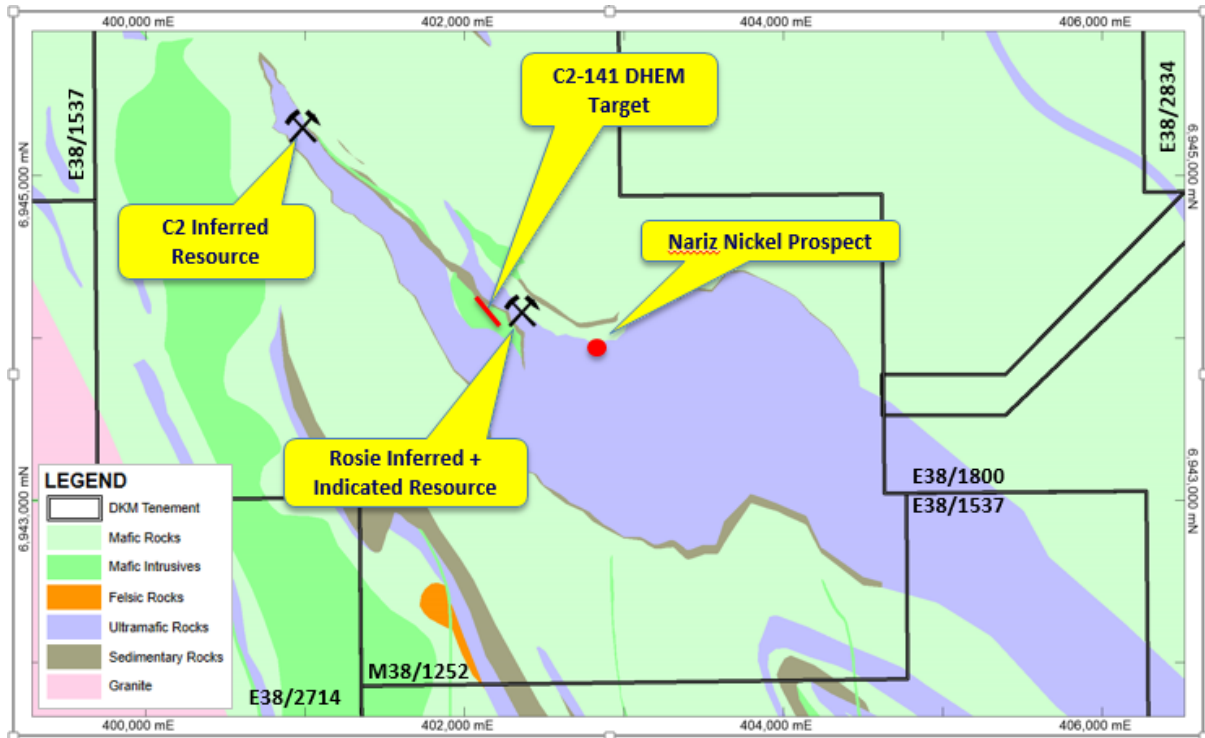 400,000 mE
402,000 mE
404,000 mE
406,000 mE
E38/1537
C2-141 DHEM
Target
E38/2834
6,945,000 mN
6,945,000 mN
C2 Inferred
Resource
Nariz Nickel Prospect
Rosie Inferred +
Indicated Resource
E38/1800
E38/1537
6,943,000 mN
6,943,000 mN
LEGEND
DKM Tenement
Mafic Rocks
Mafic Intrusives
Felsic Rocks
Ultramafic Rocks
Sedimentary Rocks
Granite
M38/1252
E38/2714
400,000 mE
402,000 mE
404,000 mE
406,000 mE